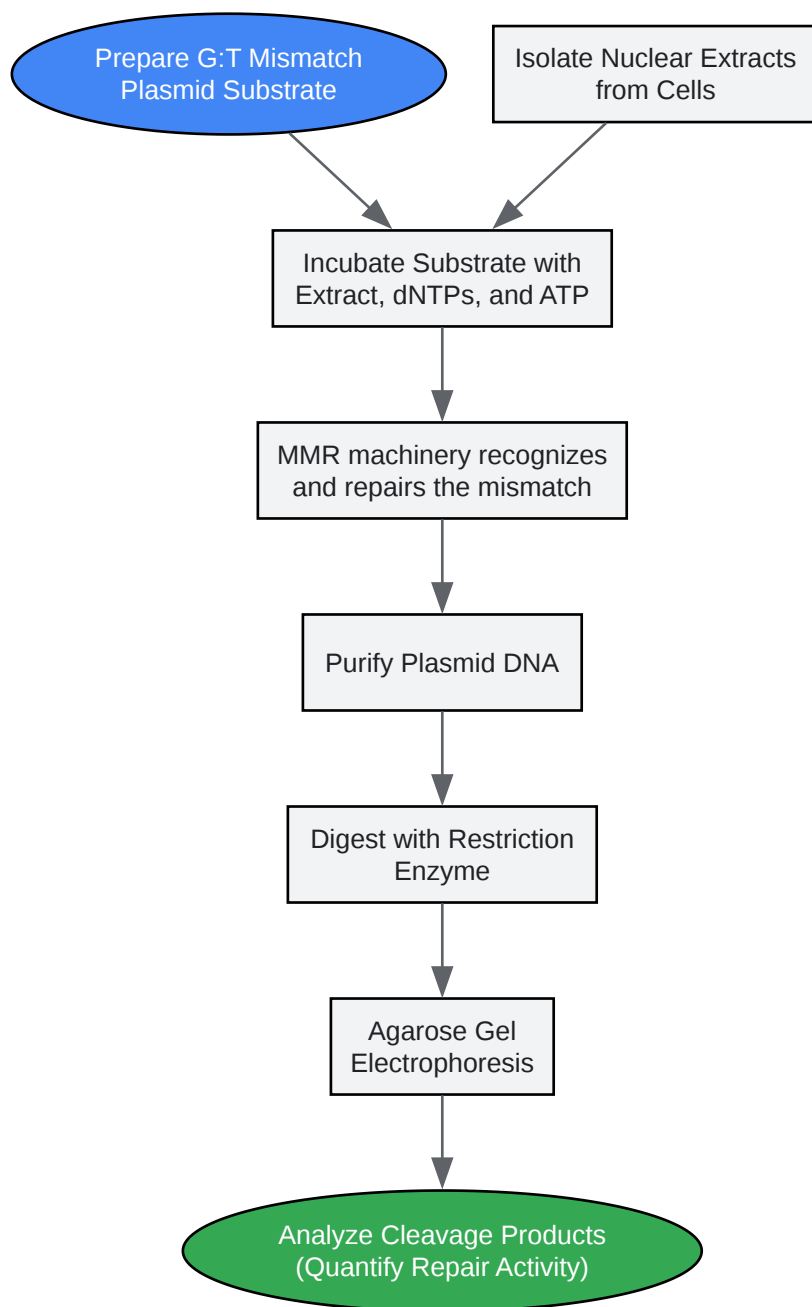 Prepare G:T Mismatch
Plasmid Substrate
Isolate Nuclear Extracts
from Cells
Incubate Substrate with
Extract, dNTPs, and ATP
MMR machinery recognizes
and repairs the mismatch
Purify Plasmid DNA
Digest with Restriction
Enzyme
Agarose Gel
Electrophoresis
Analyze Cleavage Products
(Quantify Repair Activity)